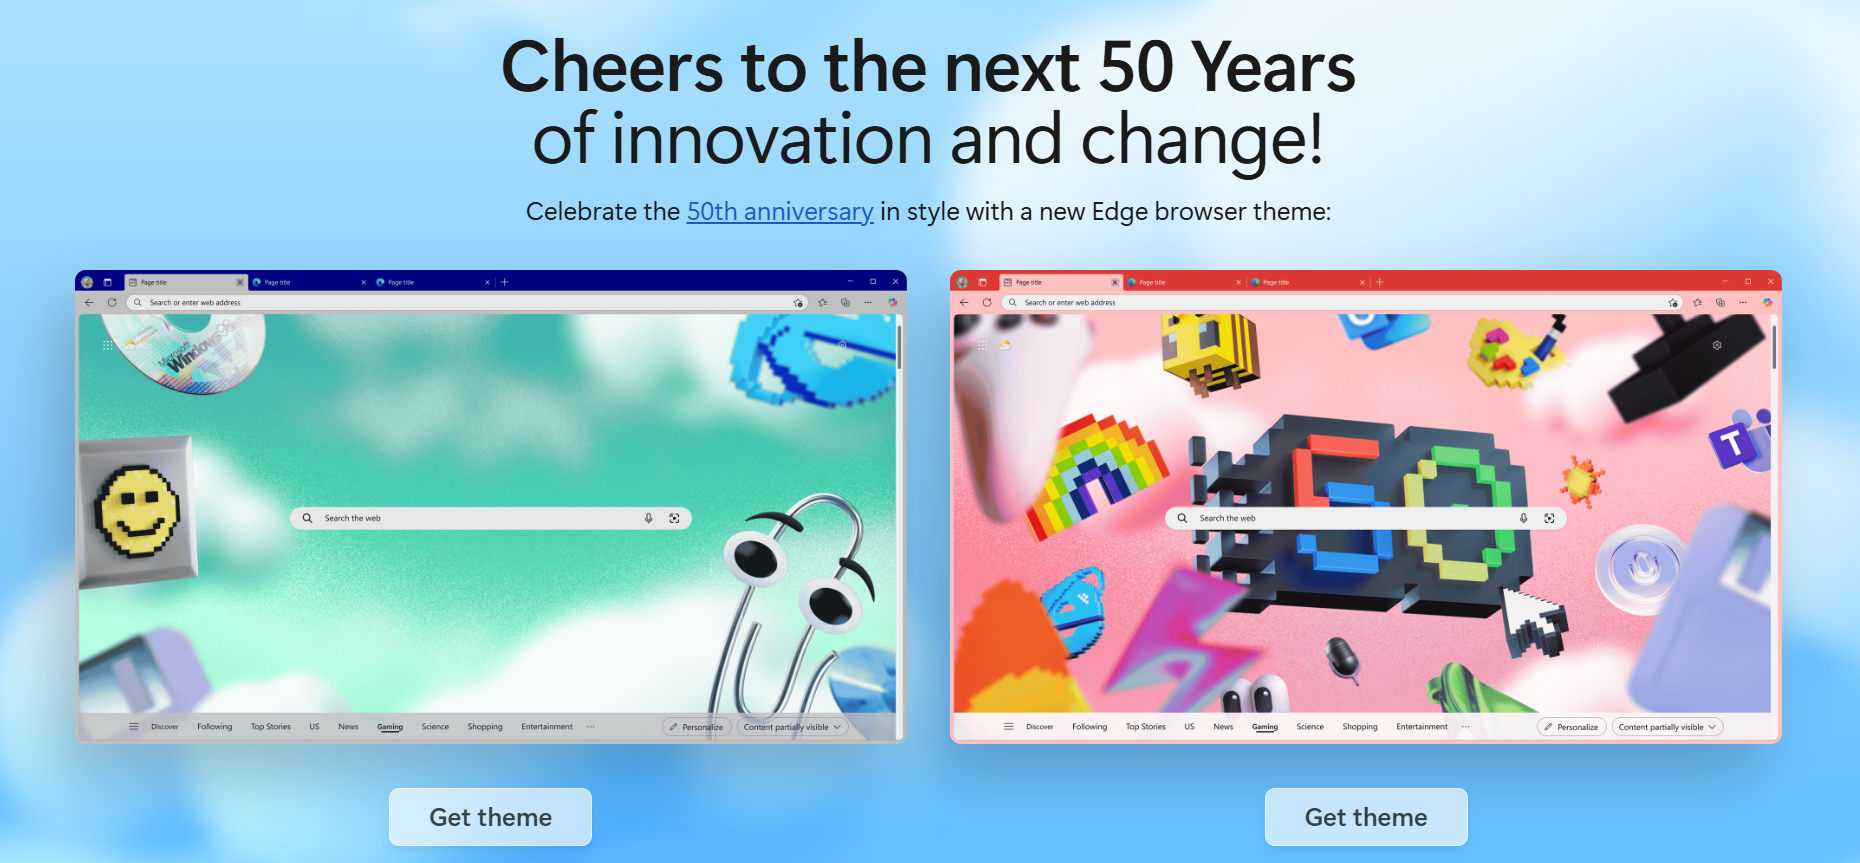 Cheers to the next 50 Years
of innovation and change!
Celebrate the 50th anniversary in style with a new Edge browser theme:
Page title
Page title
Page title
Search or enter web address
Microsoft
Windows 98
Search the web
Discover
Following
Top Stories
US
News
Gaming
Science
Shopping
Entertainment
Personalize
Content partially visible
Get theme
Page title
Page title
Page title
Search or enter web address
50
T
Search the web
Discover
Following
Top Stories
US
News
Gaming
Science
Shopping
Entertainment
Personalize
Content partially visible
Get theme